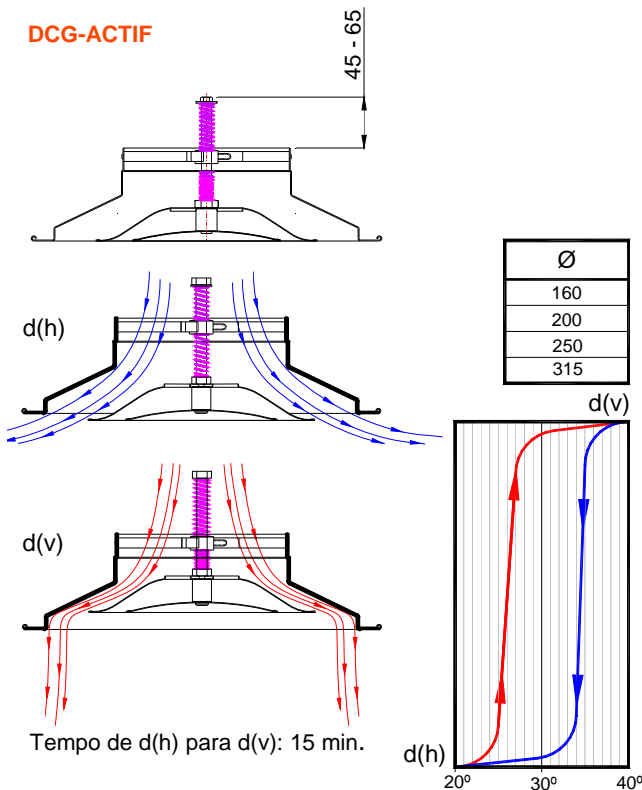 DCG-ACTIF
45 - 65
Ø
160
200
250
315
d(h)
d(v)
Tempo de d(h) para d(v): 15 min.
d(v)
d(h)
20º 30º 40º